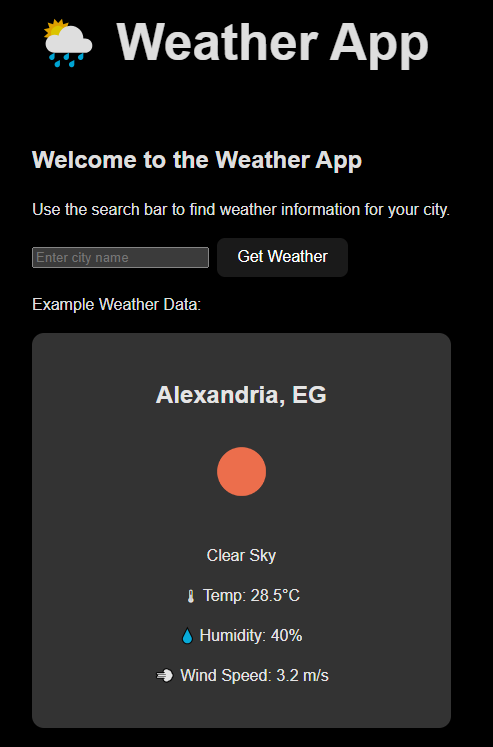 Weather App
Welcome to the Weather App
Use the search bar to find weather information for your city.
Enter city name
Get Weather
Example Weather Data:
Alexandria, EG
Clear Sky
Temp: 28.5°C
Humidity: 40%
Wind Speed: 3.2 m/s